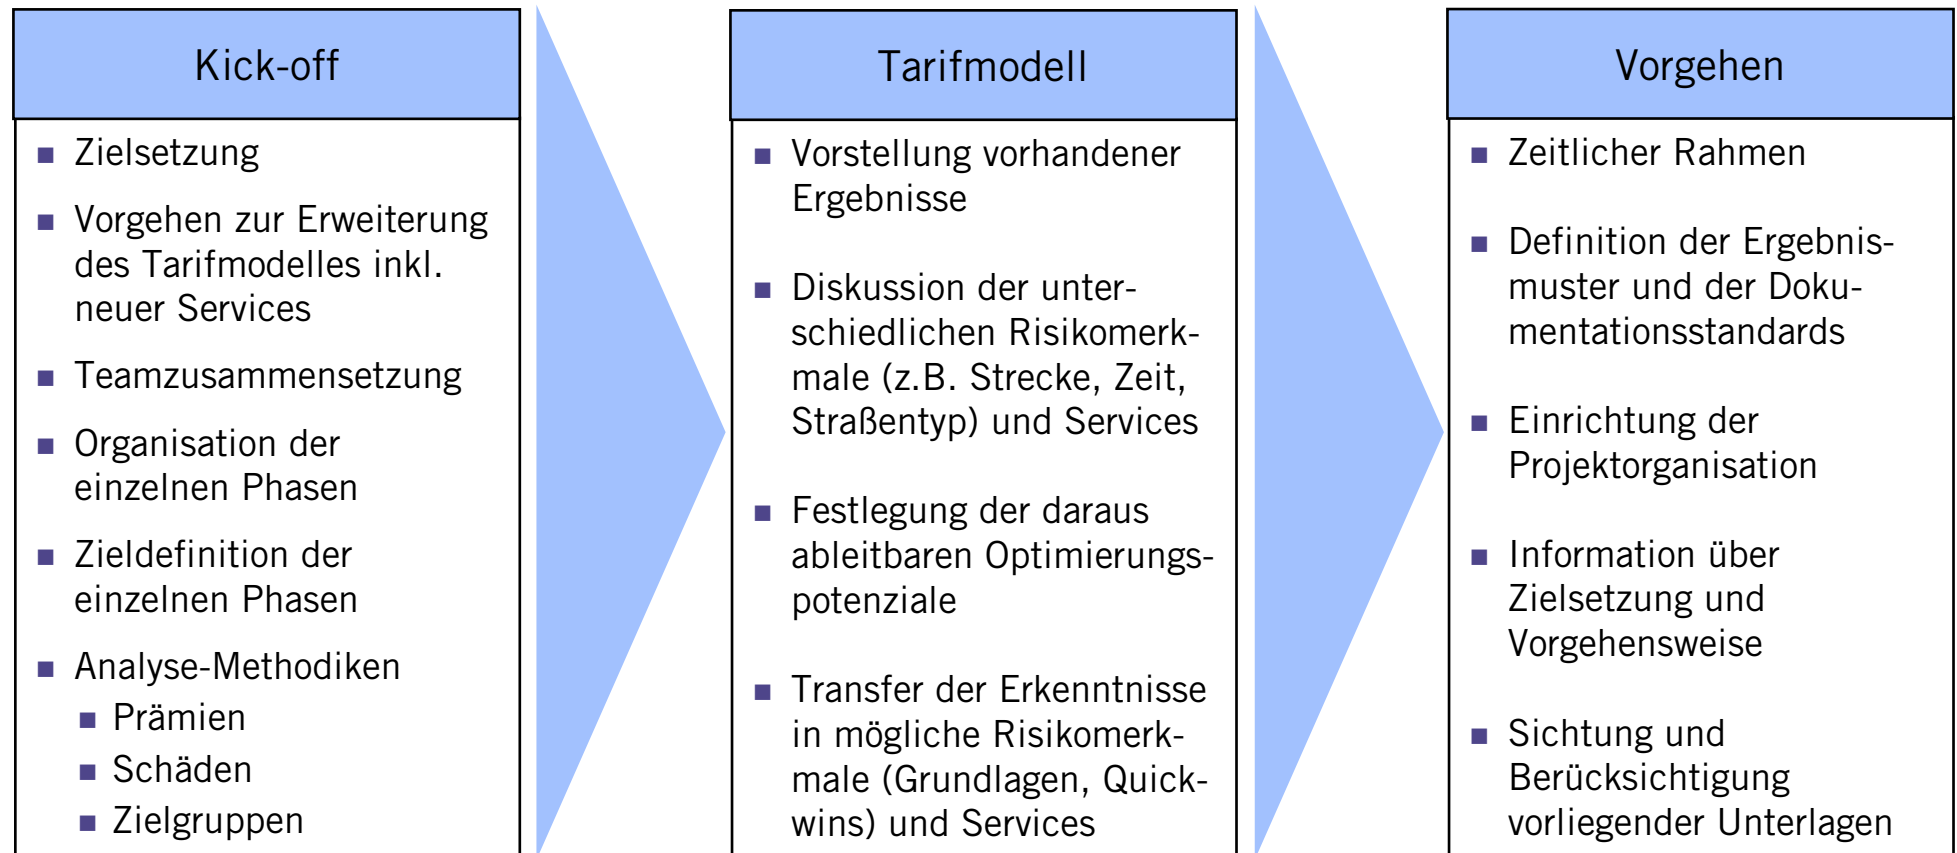 Kick-off
Zielsetzung
Vorgehen zur Erweiterung
des Tarifmodelles inkl.
neuer Services
Teamzusammensetzung
Organisation der
einzelnen Phasen
Zieldefinition der
einzelnen Phasen
Analyse-Methodiken
Prämien
Schäden
Zielgruppen
Tarifmodell
Vorstellung vorhandener
Ergebnisse
Diskussion der unter-
schiedlichen Risikomerk-
male (z.B. Strecke, Zeit,
Straßentyp) und Services
Festlegung der daraus
ableitbaren Optimierungs-
potenziale
Transfer der Erkenntnisse
in mögliche Risikomerk-
male (Grundlagen, Quick-
wins) und Services
Vorgehen
Zeitlicher Rahmen
Definition der Ergebnis-
muster und der Doku-
mentationsstandards
Einrichtung der
Projektorganisation
Information über
Zielsetzung und
Vorgehensweise
Sichtung und
Berücksichtigung
vorliegender Unterlagen